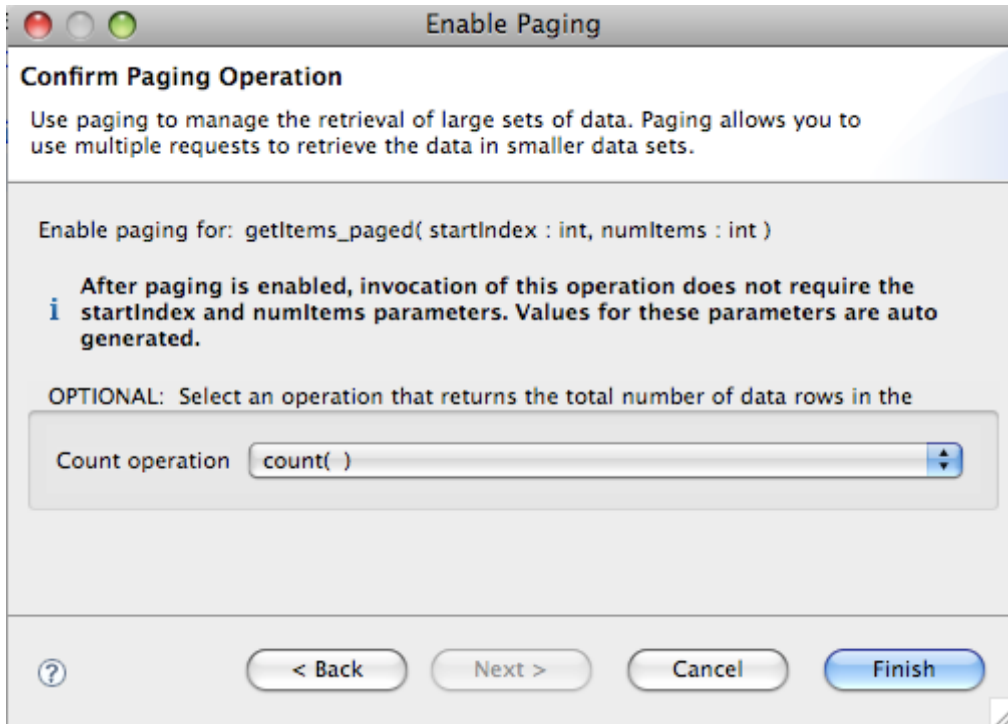 Enable Paging
Confirm Paging Operation
Use paging to manage the retrieval of large sets of data. Paging allows you to
use multiple requests to retrieve the data in smaller data sets.
Enable paging for: getItems_paged( startIndex : int, numItems : int )
After paging is enabled, invocation of this operation does not require the
i startIndex and numItems parameters. Values for these parameters are auto
generated.
OPTIONAL: Select an operation that returns the total number of data rows in the
Count operation count( )
? < Back Next > Cancel Finish